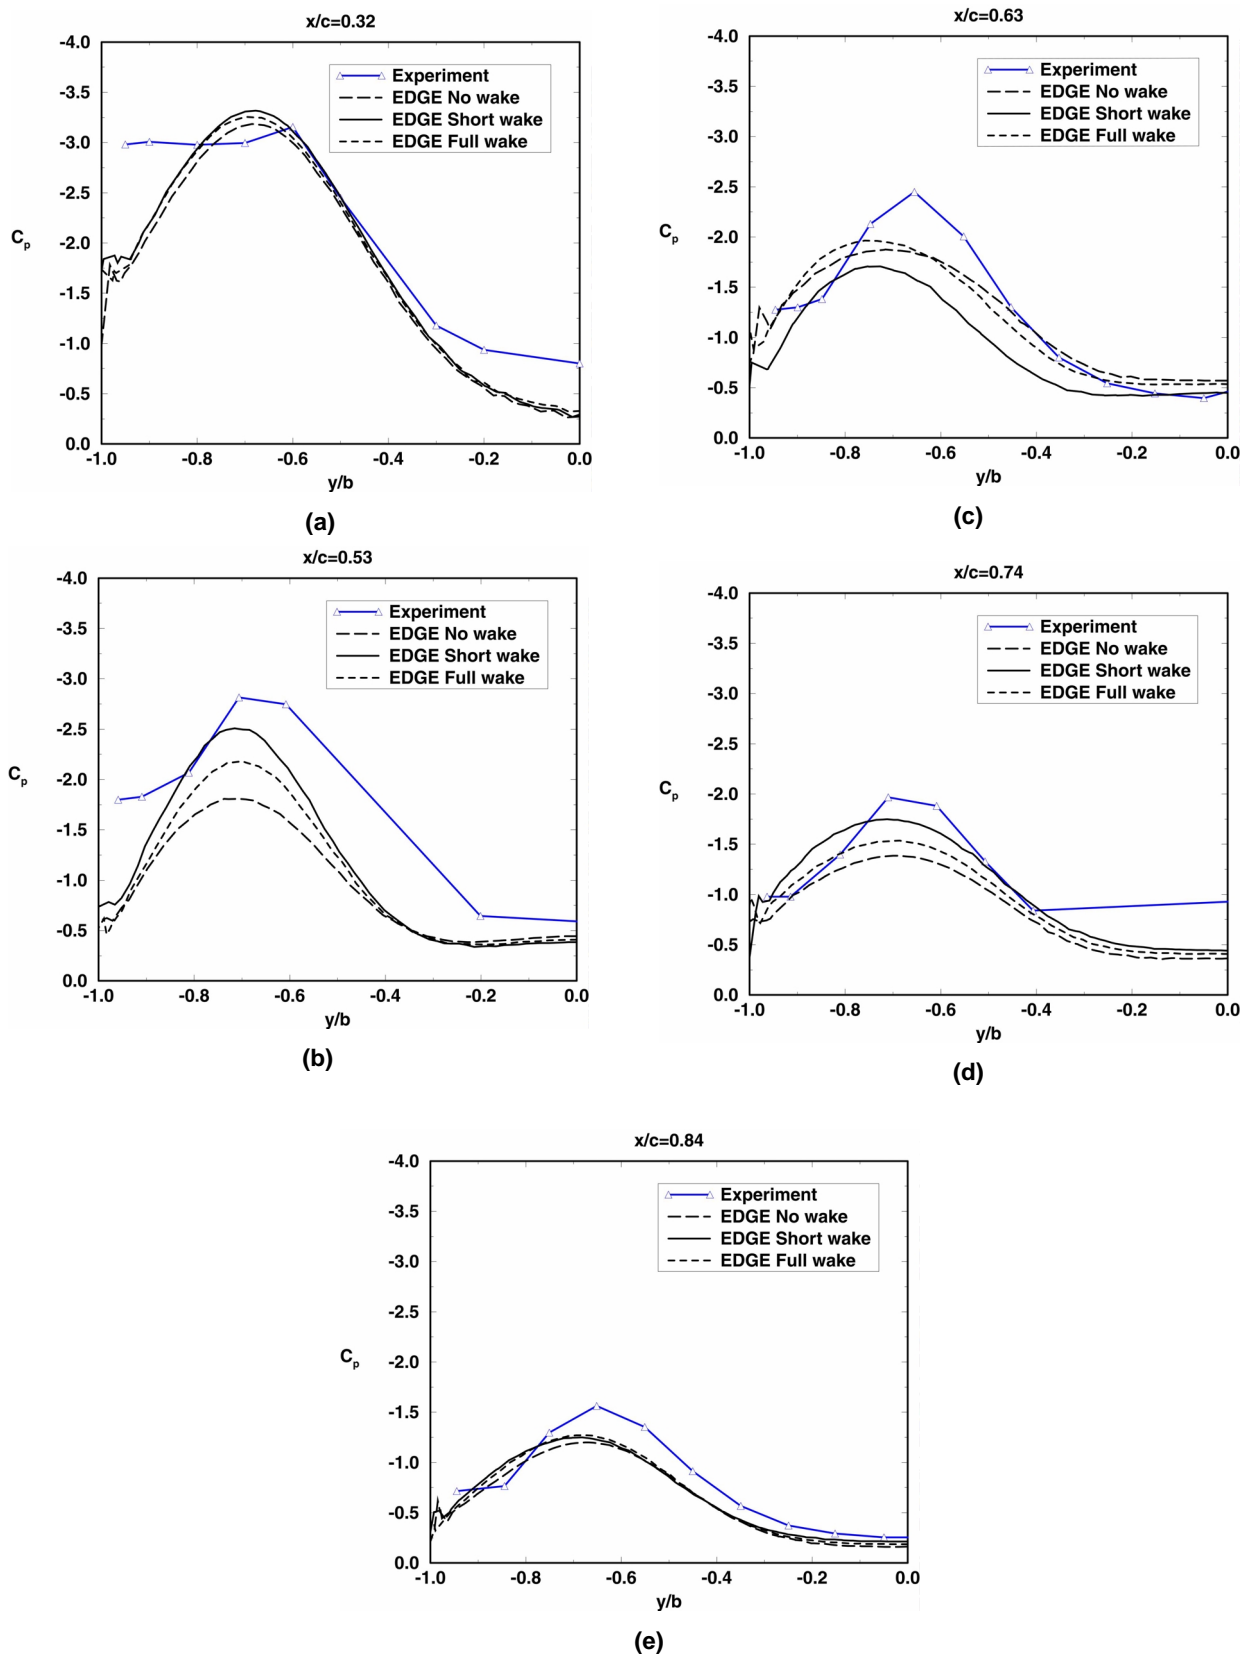 x/c=0.32
-4.0
-3.5
-3.0
-2.5
-2.0
-1.5
-1.0
-0.5
0.0
Cp
Experiment
EDGE No wake
EDGE Short wake
EDGE Full wake
-1.0 -0.8 -0.6 -0.4 -0.2 0.0
y/b
(a)
x/c=0.53
-4.0
-3.5
-3.0
-2.5
-2.0
-1.5
-1.0
-0.5
0.0
Cp
Experiment
EDGE No wake
EDGE Short wake
EDGE Full wake
-1.0 -0.8 -0.6 -0.4 -0.2 0.0
y/b
(b)
x/c=0.63
-4.0
-3.5
-3.0
-2.5
-2.0
-1.5
-1.0
-0.5
0.0
Cp
Experiment
EDGE No wake
EDGE Short wake
EDGE Full wake
-1.0 -0.8 -0.6 -0.4 -0.2 0.0
y/b
(c)
x/c=0.74
-4.0
-3.5
-3.0
-2.5
-2.0
-1.5
-1.0
-0.5
0.0
Cp
Experiment
EDGE No wake
EDGE Short wake
EDGE Full wake
-1.0 -0.8 -0.6 -0.4 -0.2 0.0
y/b
(d)
x/c=0.84
-4.0
-3.5
-3.0
-2.5
-2.0
-1.5
-1.0
-0.5
0.0
Cp
Experiment
EDGE No wake
EDGE Short wake
EDGE Full wake
-1.0 -0.8 -0.6 -0.4 -0.2 0.0
y/b
(e)